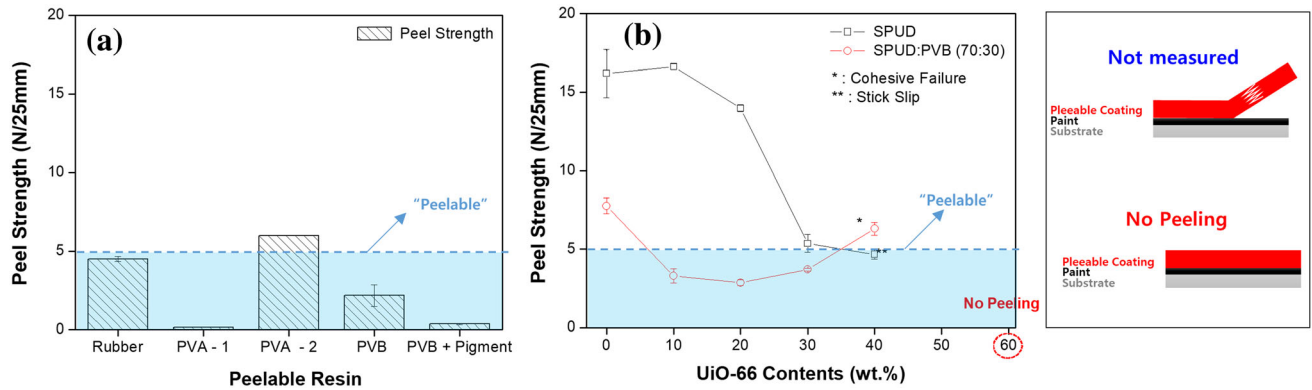 (a)
Peel Strength
Peel Strength (N/25mm)
20
15
10
5
0
"Peelable"
Rubber
PVA - 1
PVA - 2
PVB
PVB + Pigment
Peelable Resin
(b)
SPUD
SPUD:PVB (70:30)
* : Cohesive Failure
** : Stick Slip
Peel Strength (N/25mm)
20
15
10
5
0
"Peelable"
*
**
No Peeling
0
10
20
30
40
50
60
UiO-66 Contents (wt.%)
Not measured
Pleeable Coating
Paint
Substrate
No Peeling
Pleeable Coating
Paint
Substrate